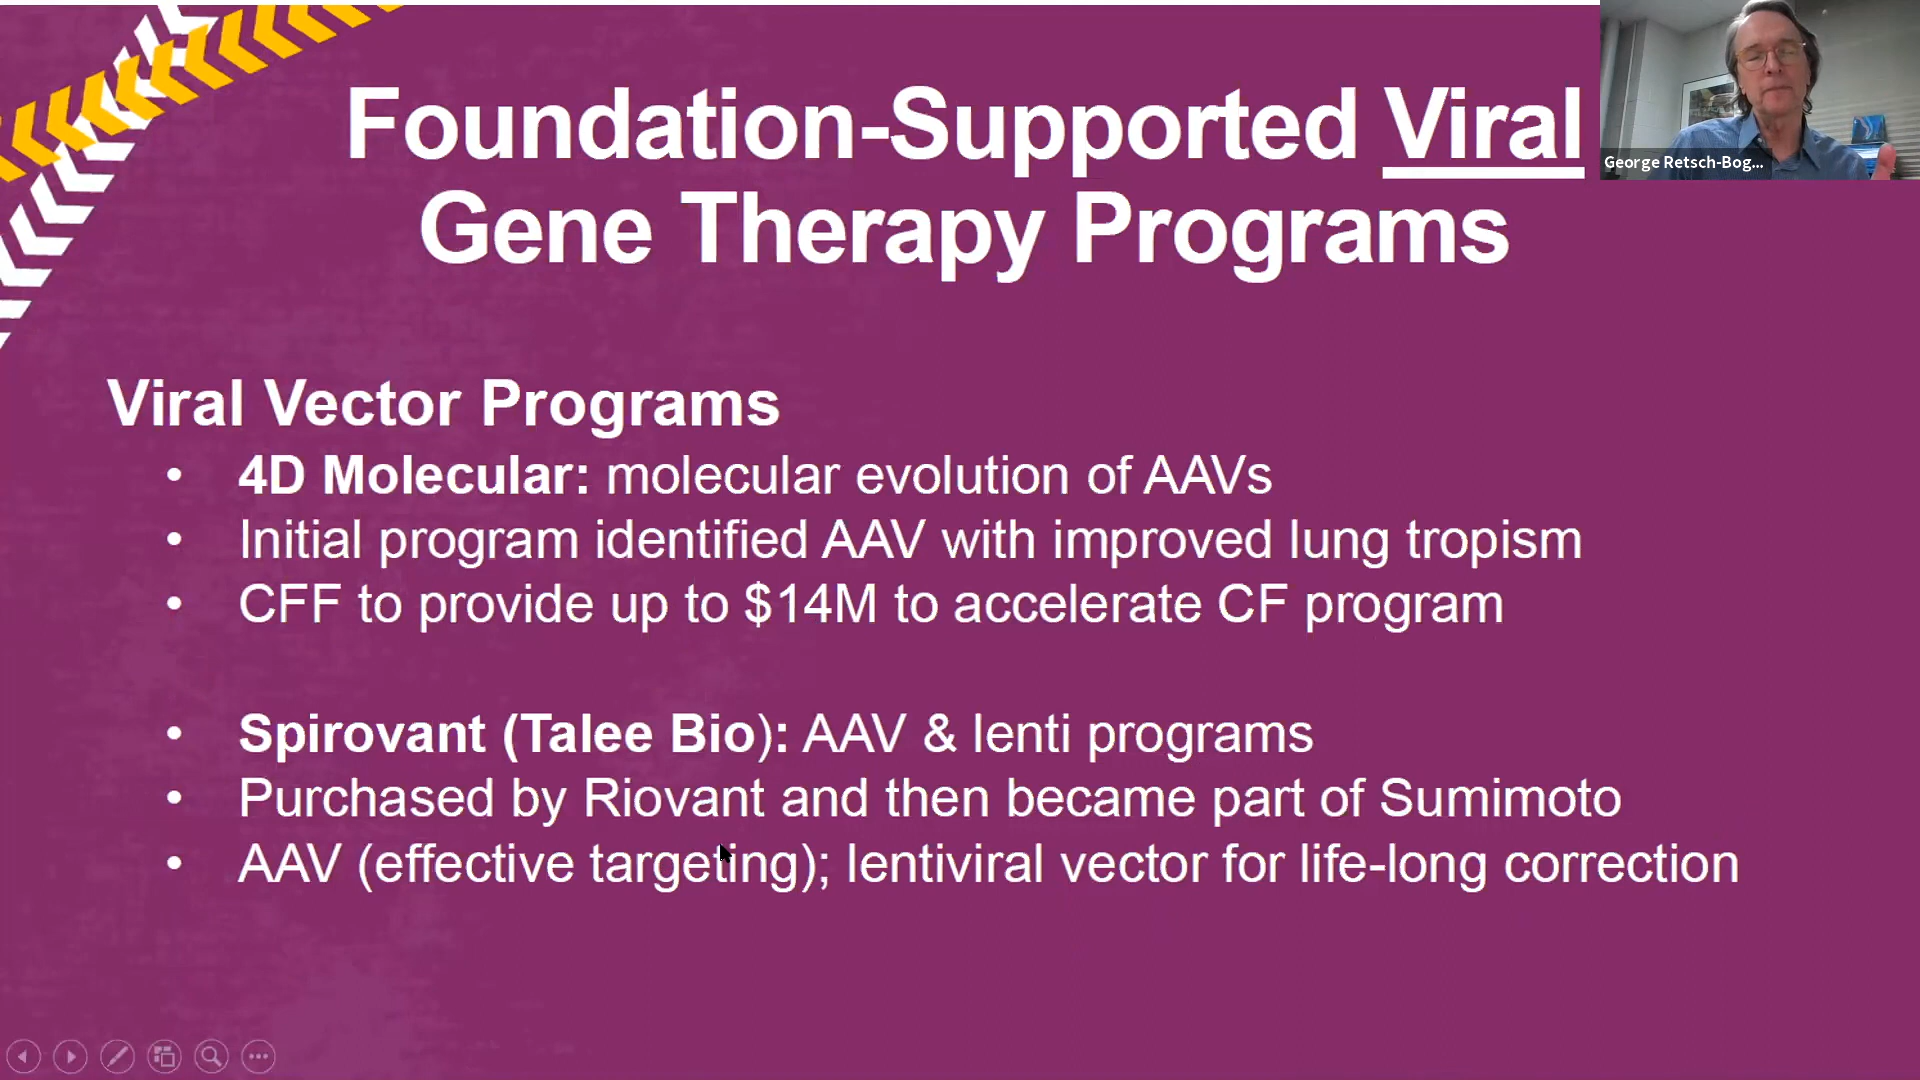 Foundation-Supported Viral
Gene Therapy Programs
George Retsch-Bog...
Viral Vector Programs
• 4D Molecular: molecular evolution of AAVs
• Initial program identified AAV with improved lung tropism
• CFF to provide up to $14M to accelerate CF program
• Spirovant (Talee Bio): AAV & lenti programs
• Purchased by Riovant and then became part of Sumimoto
• AAV (effective targeting); lentiviral vector for life-long correction